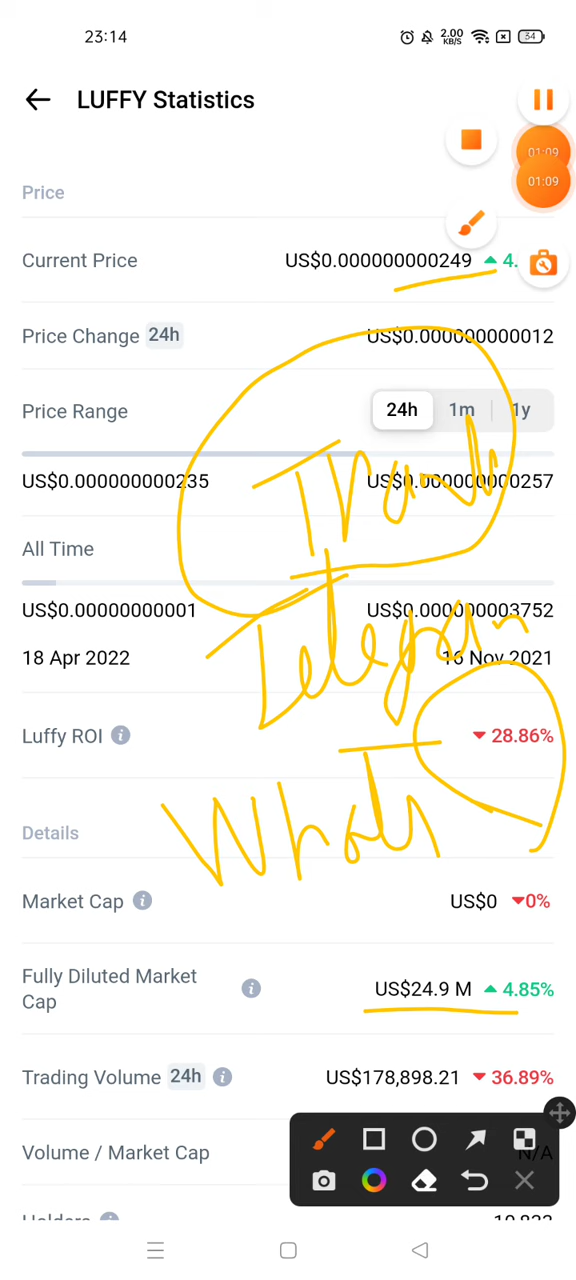 23:14 2.00 KB/S 34
LUFFY Statistics
01:09
01:09
Price
Current Price US$0.000000000249 4.
Price Change 24h US$0.000000000012
Price Range 24h 1m 1y
US$0.000000000235 US$0.000000000257
Thank
All Time
US$0.00000000001 US$0.000000003752
Telegram
18 Apr 2022 16 Nov 2021
Luffy ROI 28.86%
Details
Market Cap US$0 0%
Fully Diluted Market
Cap US$24.9 M 4.85%
Trading Volume 24h US$178,898.21 36.89%
Volume / Market Cap N/A
Holders